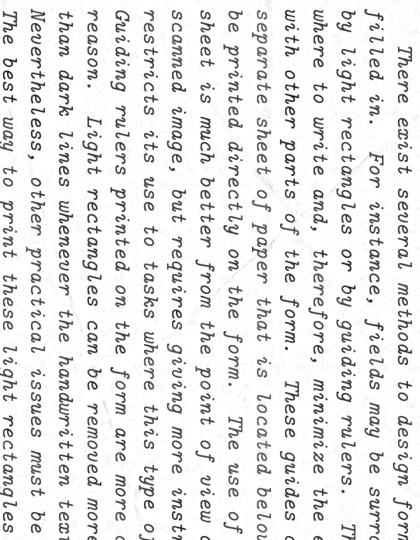 There exist several methods to design form
filled in. For instance, fields may be surro
by light rectangles or by guiding rulers. Th
where to write and, therefore, minimize the e
with other parts of the form. These guides c
separate sheet of paper that is located belou
be printed directly on the form. The use of
sheet is much better from the point of view o
scanned image, but requires giving more instr
restricts its use to tasks where this type of
Guiding rulers printed on the form are more c
reason. Light rectangles can be removed more
than dark lines whenever the handwritten text
Nevertheless, other practical issues must be
The best way to print these light rectangles